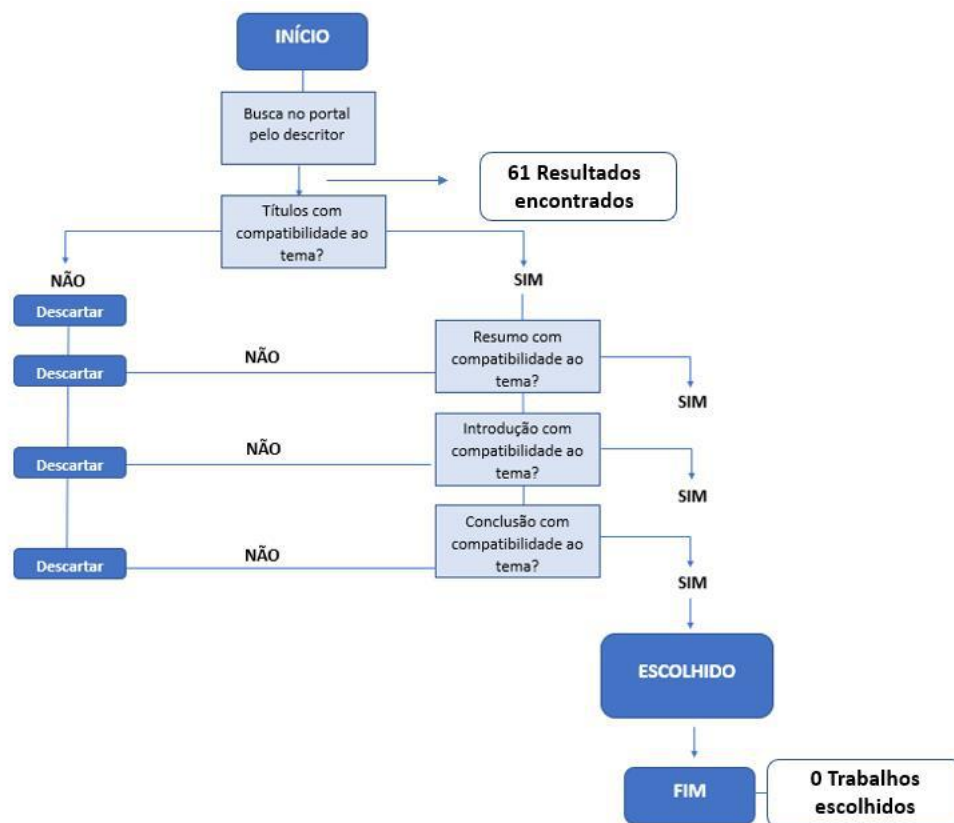 INÍCIO
Busca no portal
pelo descritor
61 Resultados
encontrados
Títulos com
compatibilidade ao
tema?
NÃO
SIM
Descartar
Resumo com
compatibilidade ao
tema?
NÃO
Descartar
SIM
Introdução com
compatibilidade ao
tema?
NÃO
Descartar
SIM
Conclusão com
compatibilidade ao
tema?
NÃO
Descartar
SIM
ESCOLHIDO
FIM
0 Trabalhos
escolhidos